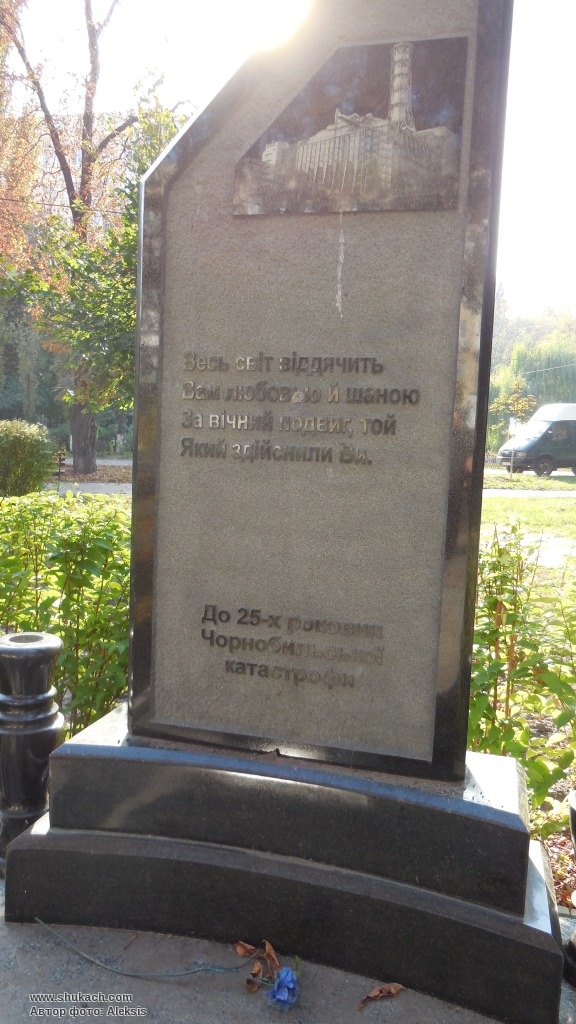 Весь світ віддячить
Вам любовью й шаною
За вічний подвиг, той
Який здійснили Ви.
До 25-х роковин
Чорнобильської
катастрофи
www.shukach.com
Автор фото: Aleksis